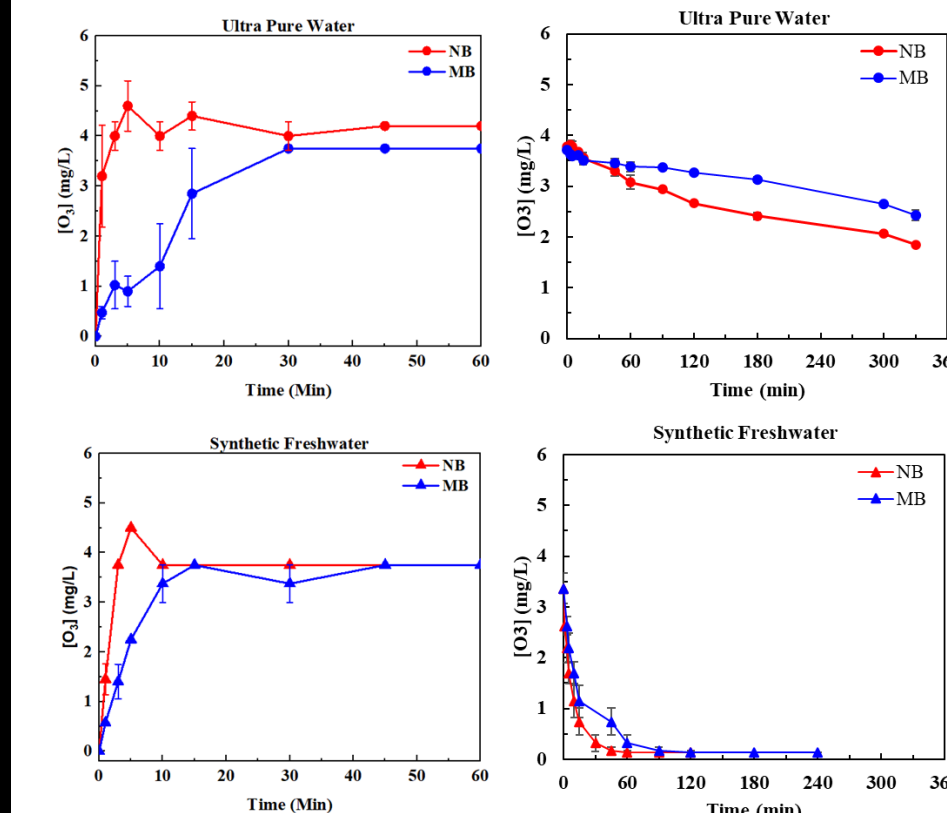 Ultra Pure Water
NB
MB
[O₃] (mg/L)
6
5
4
3
2
1
0
0 10 20 30 40 50 60
Time (Min)
Ultra Pure Water
NB
MB
[O3] (mg/L)
6
5
4
3
2
1
0
0 60 120 180 240 300 36
Time (min)
Synthetic Freshwater
NB
MB
[O₃] (mg/L)
6
5
4
3
2
1
0
0 10 20 30 40 50 60
Time (Min)
Synthetic Freshwater
NB
MB
[O3] (mg/L)
6
5
4
3
2
1
0
0 60 120 180 240 300 36
Time (min)